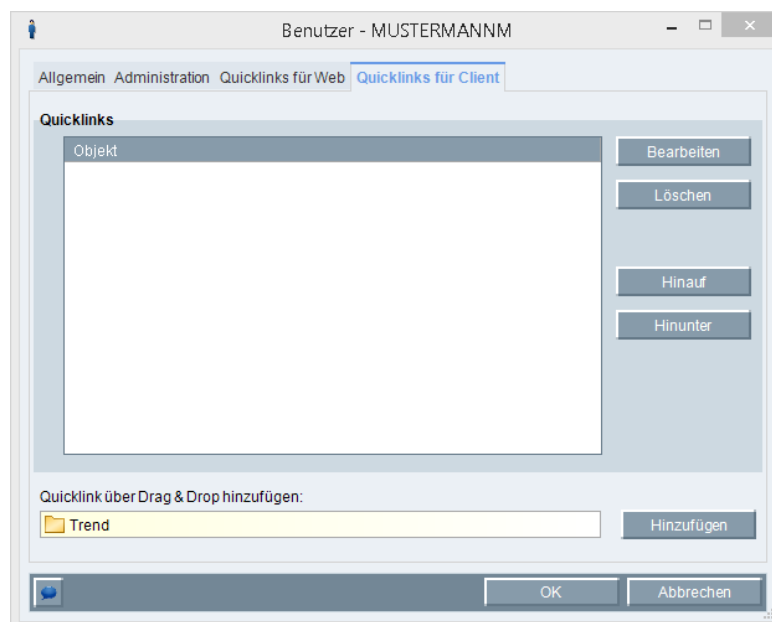 Benutzer - MUSTERMANNM
Allgemein Administration Quicklinks für Web Quicklinks für Client
Quicklinks
Objekt
Bearbeiten
Löschen
Hinauf
Hinunter
Quicklink über Drag & Drop hinzufügen:
Trend
Hinzufügen
OK Abbrechen